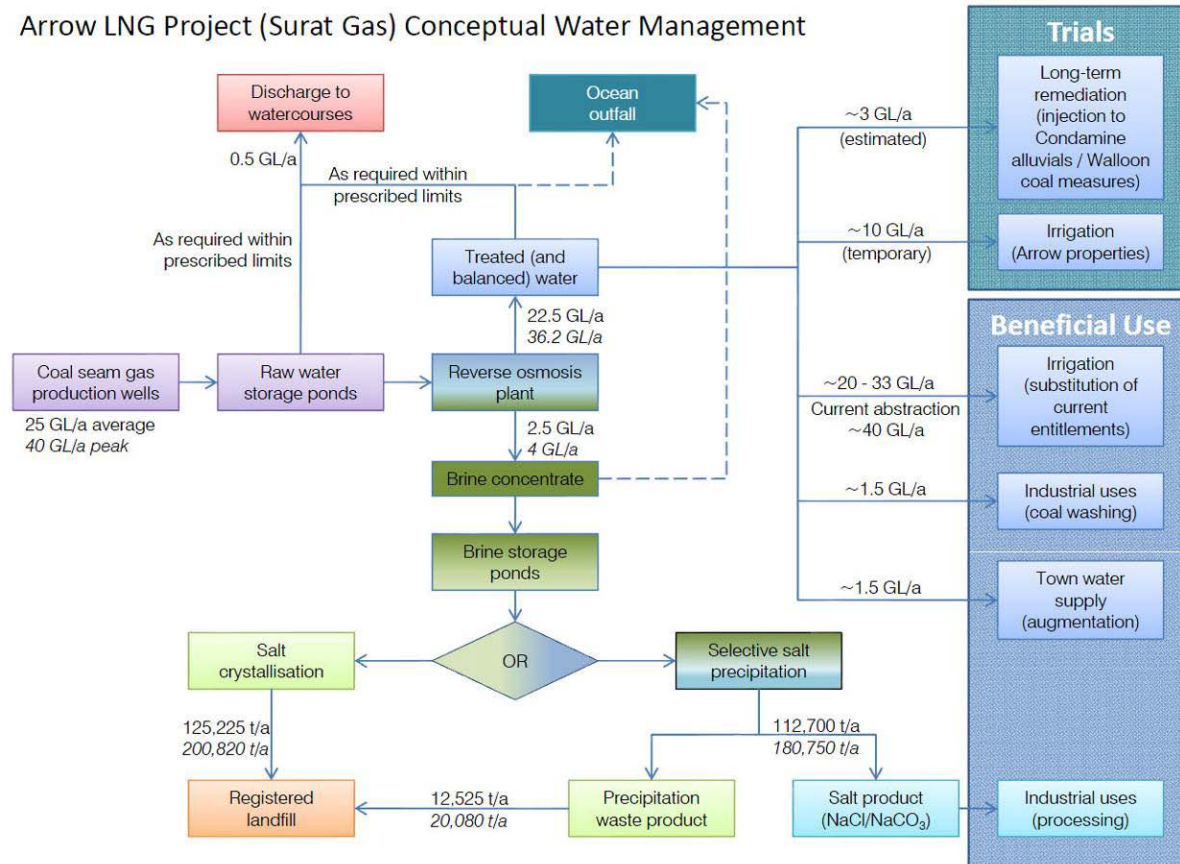 Arrow LNG Project (Surat Gas) Conceptual Water Management
Trials
Discharge to
watercourses
Ocean
outfall
Long-term
remediation
(injection to
Condamine
alluvials / Walloon
coal measures)
~3 GL/a
(estimated)
0.5 GL/a
As required within
prescribed limits
As required within
prescribed limits
Treated (and
balanced) water
~10 GL/a
(temporary)
Irrigation
(Arrow properties)
22.5 GL/a
36.2 GL/a
Beneficial Use
Coal seam gas
production wells
Raw water
storage ponds
Reverse osmosis
plant
~20 - 33 GL/a
Current abstraction
~40 GL/a
Irrigation
(substitution of
current
entitlements)
25 GL/a average
40 GL/a peak
2.5 GL/a
4 GL/a
Brine concentrate
~1.5 GL/a
Industrial uses
(coal washing)
Brine storage
ponds
~1.5 GL/a
Town water
supply
(augmentation)
Salt
crystallisation
OR
Selective salt
precipitation
125,225 t/a
200,820 t/a
112,700 t/a
180,750 t/a
Registered
landfill
12,525 t/a
20,080 t/a
Precipitation
waste product
Salt product
(NaCl/NaCO₃)
Industrial uses
(processing)